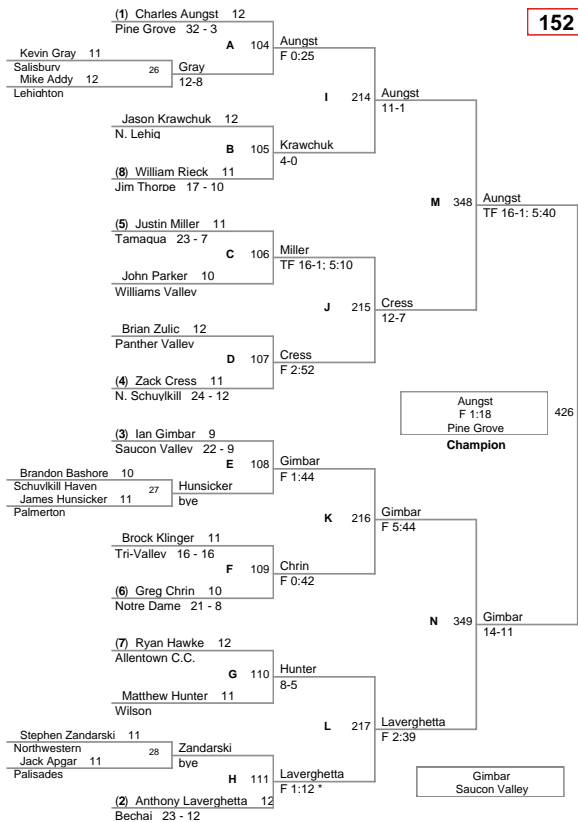 152
(1) Charles Aungst 12
Pine Grove 32 - 3
A 104
Aungst
F 0:25
Kevin Gray 11
Salisbury
26
Mike Addy 12
Lehighton
Gray
12-8
I 214
Aungst
11-1
Jason Krawchuk 12
N. Lehig
B 105
Krawchuk
4-0
(8) William Rieck 11
Jim Thorpe 17 - 10
M 348
Aungst
TF 16-1: 5:40
(5) Justin Miller 11
Tamaqua 23 - 7
C 106
Miller
TF 16-1; 5:10
John Parker 10
Williams Valley
J 215
Cress
12-7
Brian Zulic 12
Panther Valley
D 107
Cress
F 2:52
(4) Zack Cress 11
N. Schuylkill 24 - 12
Aungst
F 1:18
Pine Grove
426
Champion
(3) Ian Gimbar 9
Saucon Valley 22 - 9
E 108
Gimbar
F 1:44
Brandon Bashore 10
Schuylkill Haven
27
James Hunsicker 11
Palmerton
Hunsicker
bye
K 216
Gimbar
F 5:44
Brock Klinger 11
Tri-Valley 16 - 16
F 109
Chrin
F 0:42
(6) Greg Chrin 10
Notre Dame 21 - 8
N 349
Gimbar
14-11
(7) Ryan Hawke 12
Allentown C.C.
G 110
Hunter
8-5
Matthew Hunter 11
Wilson
L 217
Laverghetta
F 2:39
Stephen Zandarski 11
Northwestern
28
Jack Apgar 11
Palisades
Zandarski
bye
H 111
Laverghetta
F 1:12 *
(2) Anthony Laverghetta 12
Bechai 23 - 12
Gimbar
Saucon Valley